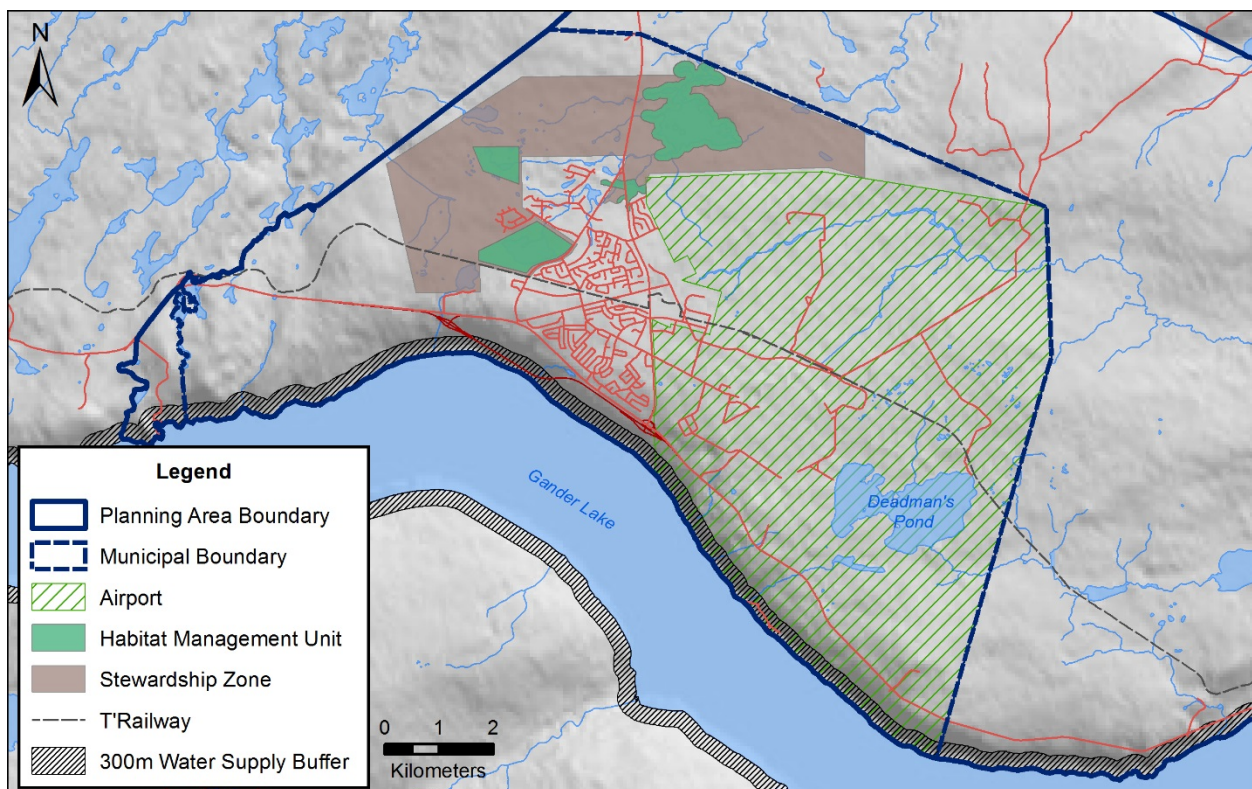 N
Gander Lake
Deadman's
Pond
Legend
Planning Area Boundary
Municipal Boundary
Airport
Habitat Management Unit
Stewardship Zone
T'Railway
300m Water Supply Buffer
0 1 2
Kilometers